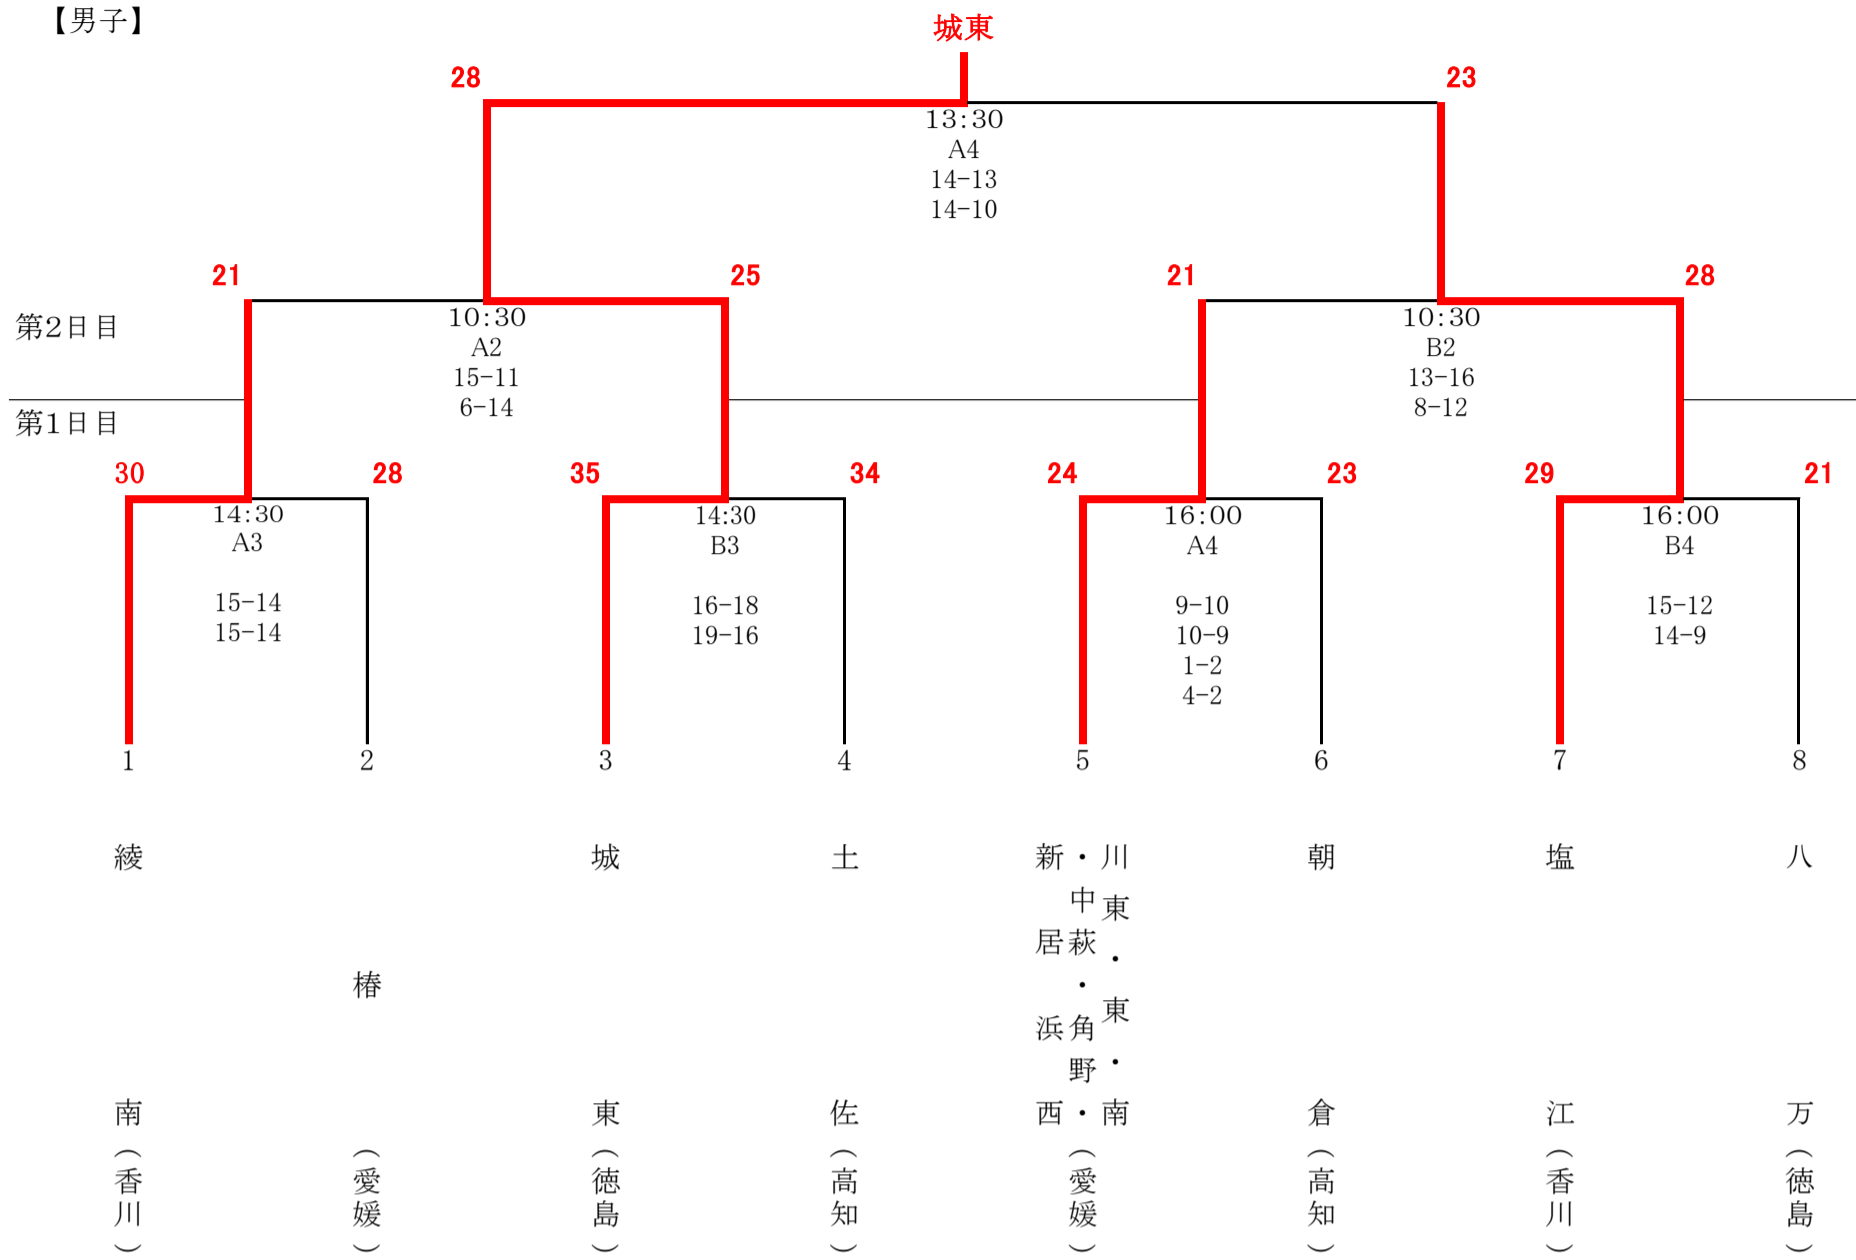 【男子】
城東
28
23
13:30
A4
14-13
14-10
21
25
21
28
第2日目
10:30
A2
15-11
6-14
10:30
B2
13-16
8-12
第1日目
30
28
35
34
24
23
29
21
14:30
A3
15-14
15-14
14:30
B3
16-18
19-16
16:00
A4
9-10
10-9
1-2
4-2
16:00
B4
15-12
14-9
1
2
3
4
5
6
7
8
綾南(香川)
椿(愛媛)
城東(徳島)
土佐(高知)
川東・東・南
・中萩・角野・(愛媛)
新居浜西
朝倉(高知)
塩江(香川)
八万(徳島)